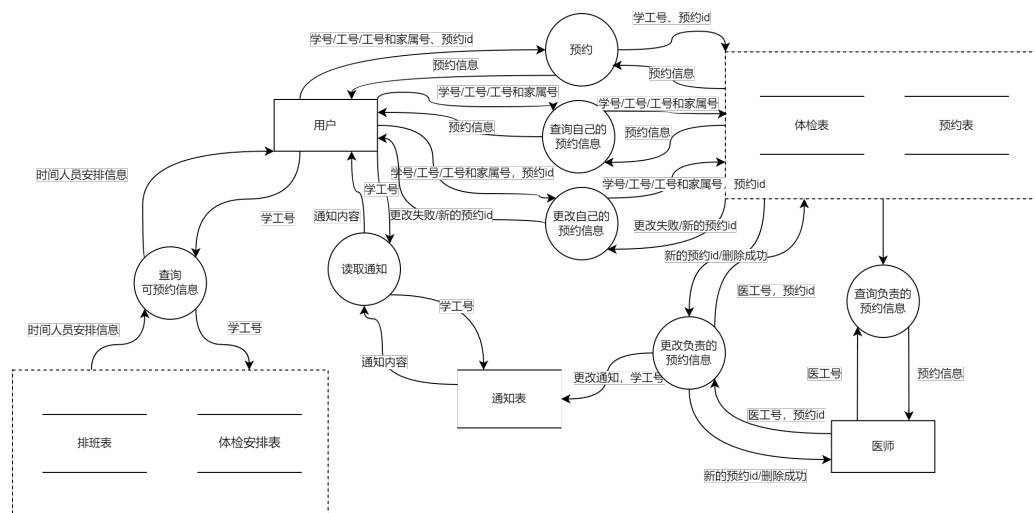 学工号、预约id
学号/工号/工号和家属号、预约id
预约
预约信息
预约信息
学号/工号/工号和家属号
学号/工号/工号和家属号
用户
体检表
预约表
预约信息
查询自己的
预约信息
预约信息
时间人员安排信息
学号/工号/工号和家属号，预约id
学工号
学号/工号/工号和家属号，预约id
学工号
通知内容
更改失败/新的预约id
更改自己的
预约信息
更改失败/新的预约id
新的预约id/删除成功
读取通知
查询
可预约信息
医工号，预约id
查询负责的
预约信息
学工号
时间人员安排信息
学工号
更改负责的
预约信息
通知内容
更改通知，学工号
医工号
预约信息
通知表
医工号，预约id
排班表
体检安排表
医师
新的预约id/删除成功